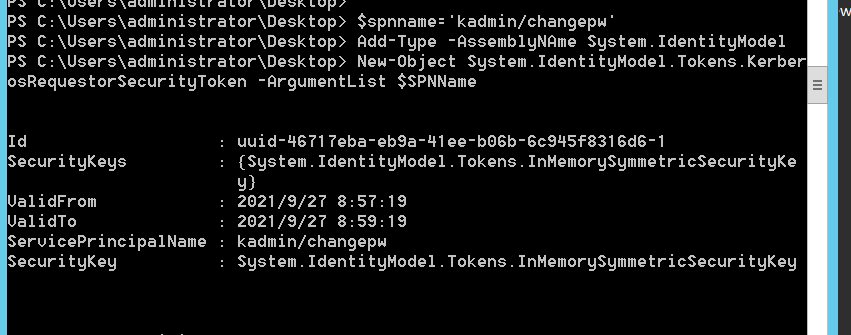 PS C:\Users\administrator\Desktop>
PS C:\Users\administrator\Desktop> $spnname='kadmin/changepw'
PS C:\Users\administrator\Desktop> Add-Type -AssemblyNAme System.IdentityModel
PS C:\Users\administrator\Desktop> New-Object System.IdentityModel.Tokens.Kerber
osRequestorSecurityToken -ArgumentList $SPNName
Id : uuid-46717eba-eb9a-41ee-b06b-6c945f8316d6-1
SecurityKeys : {System.IdentityModel.Tokens.InMemorySymmetricSecurityKe
y}
ValidFrom : 2021/9/27 8:57:19
ValidTo : 2021/9/27 8:59:19
ServicePrincipalName : kadmin/changepw
SecurityKey : System.IdentityModel.Tokens.InMemorySymmetricSecurityKey